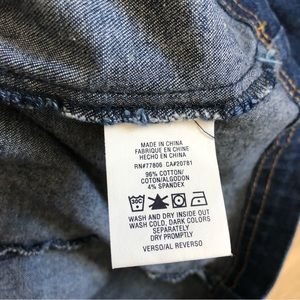 MADE IN CHINA
FABRIQUE EN CHINE
HECHO EN CHINA
RN#77806 CA#20781
96% COTTON/
COTON/ALGODON
4% SPANDEX
WASH AND DRY INSIDE OUT
WASH COLD, DARK COLORS
SEPARATELY
DRY PROMPTLY
VERSO/AL REVERSO